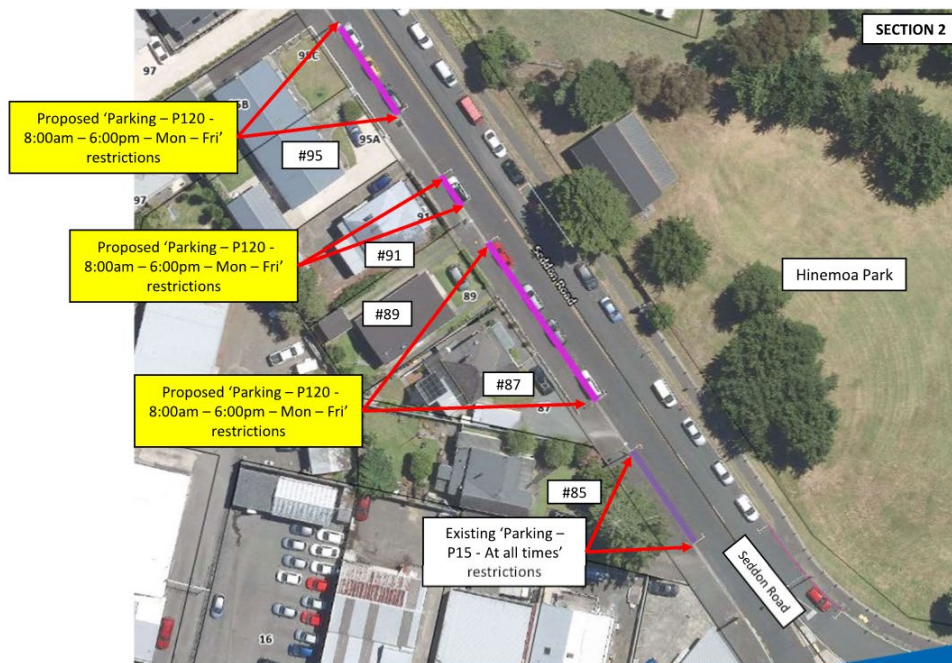 SECTION 2
97
95C
Proposed ‘Parking – P120 -
8:00am – 6:00pm – Mon – Fri’
restrictions
#95
95A
97
Proposed ‘Parking – P120 -
8:00am – 6:00pm – Mon – Fri’
restrictions
91
#91
Seddon Road
Hinemoa Park
#89
89
Proposed ‘Parking – P120 -
8:00am – 6:00pm – Mon – Fri’
restrictions
#87
87
#85
Existing ‘Parking –
P15 - At all times’
restrictions
Seddon Road
16